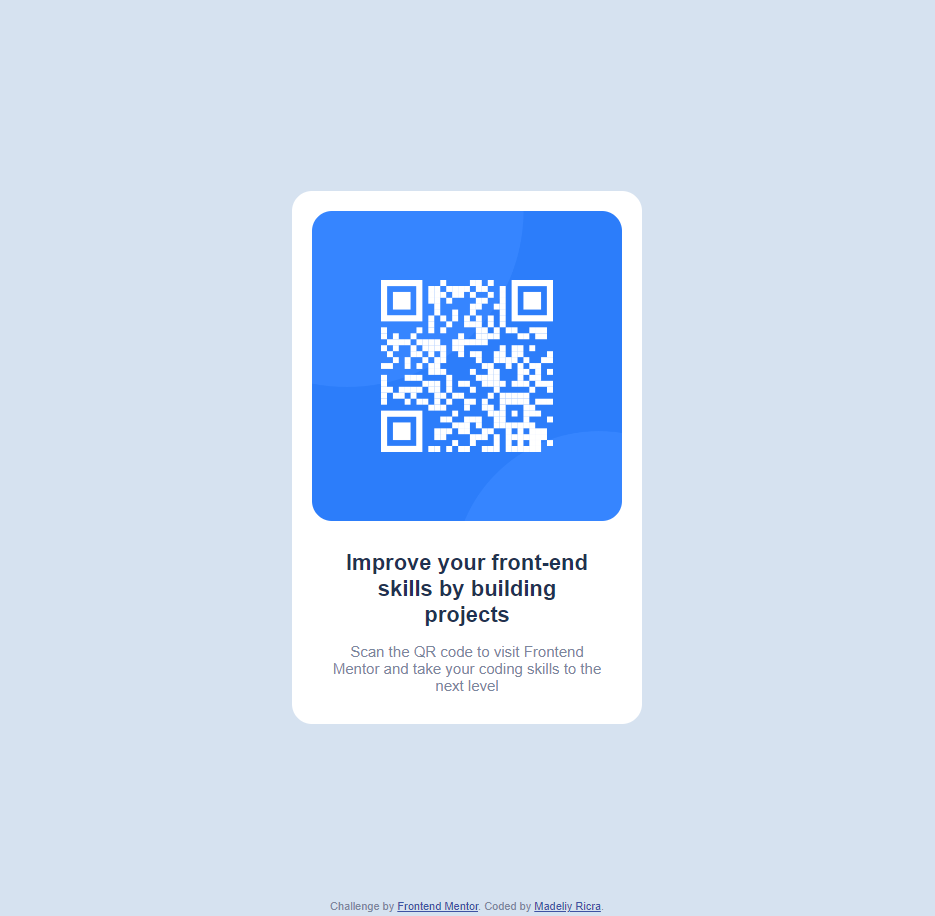 Improve your front-end
skills by building
projects
Scan the QR code to visit Frontend
Mentor and take your coding skills to the
next level
Challenge by Frontend Mentor. Coded by Madeliy Ricra.